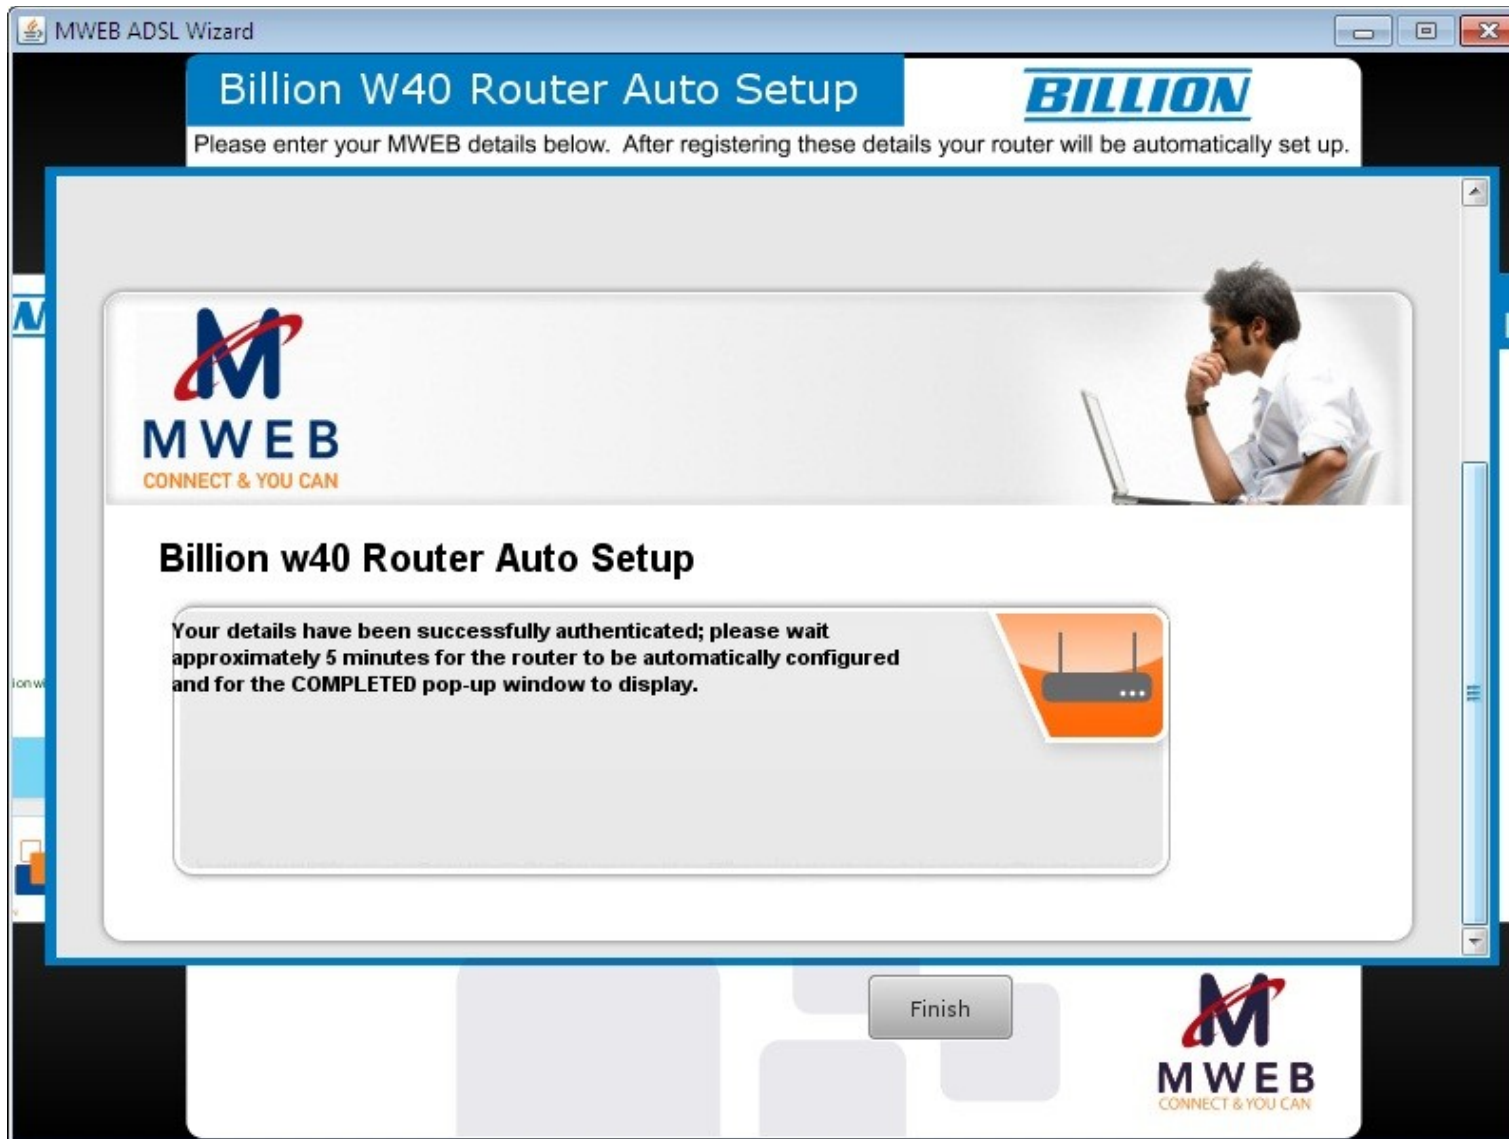 MWEB ADSL Wizard
Billion W40 Router Auto Setup
BILLION
Please enter your MWEB details below. After registering these details your router will be automatically set up.
MWEB
CONNECT & YOU CAN
Billion w40 Router Auto Setup
Your details have been successfully authenticated; please wait
approximately 5 minutes for the router to be automatically configured
and for the COMPLETED pop-up window to display.
Finish
MWEB
CONNECT & YOU CAN